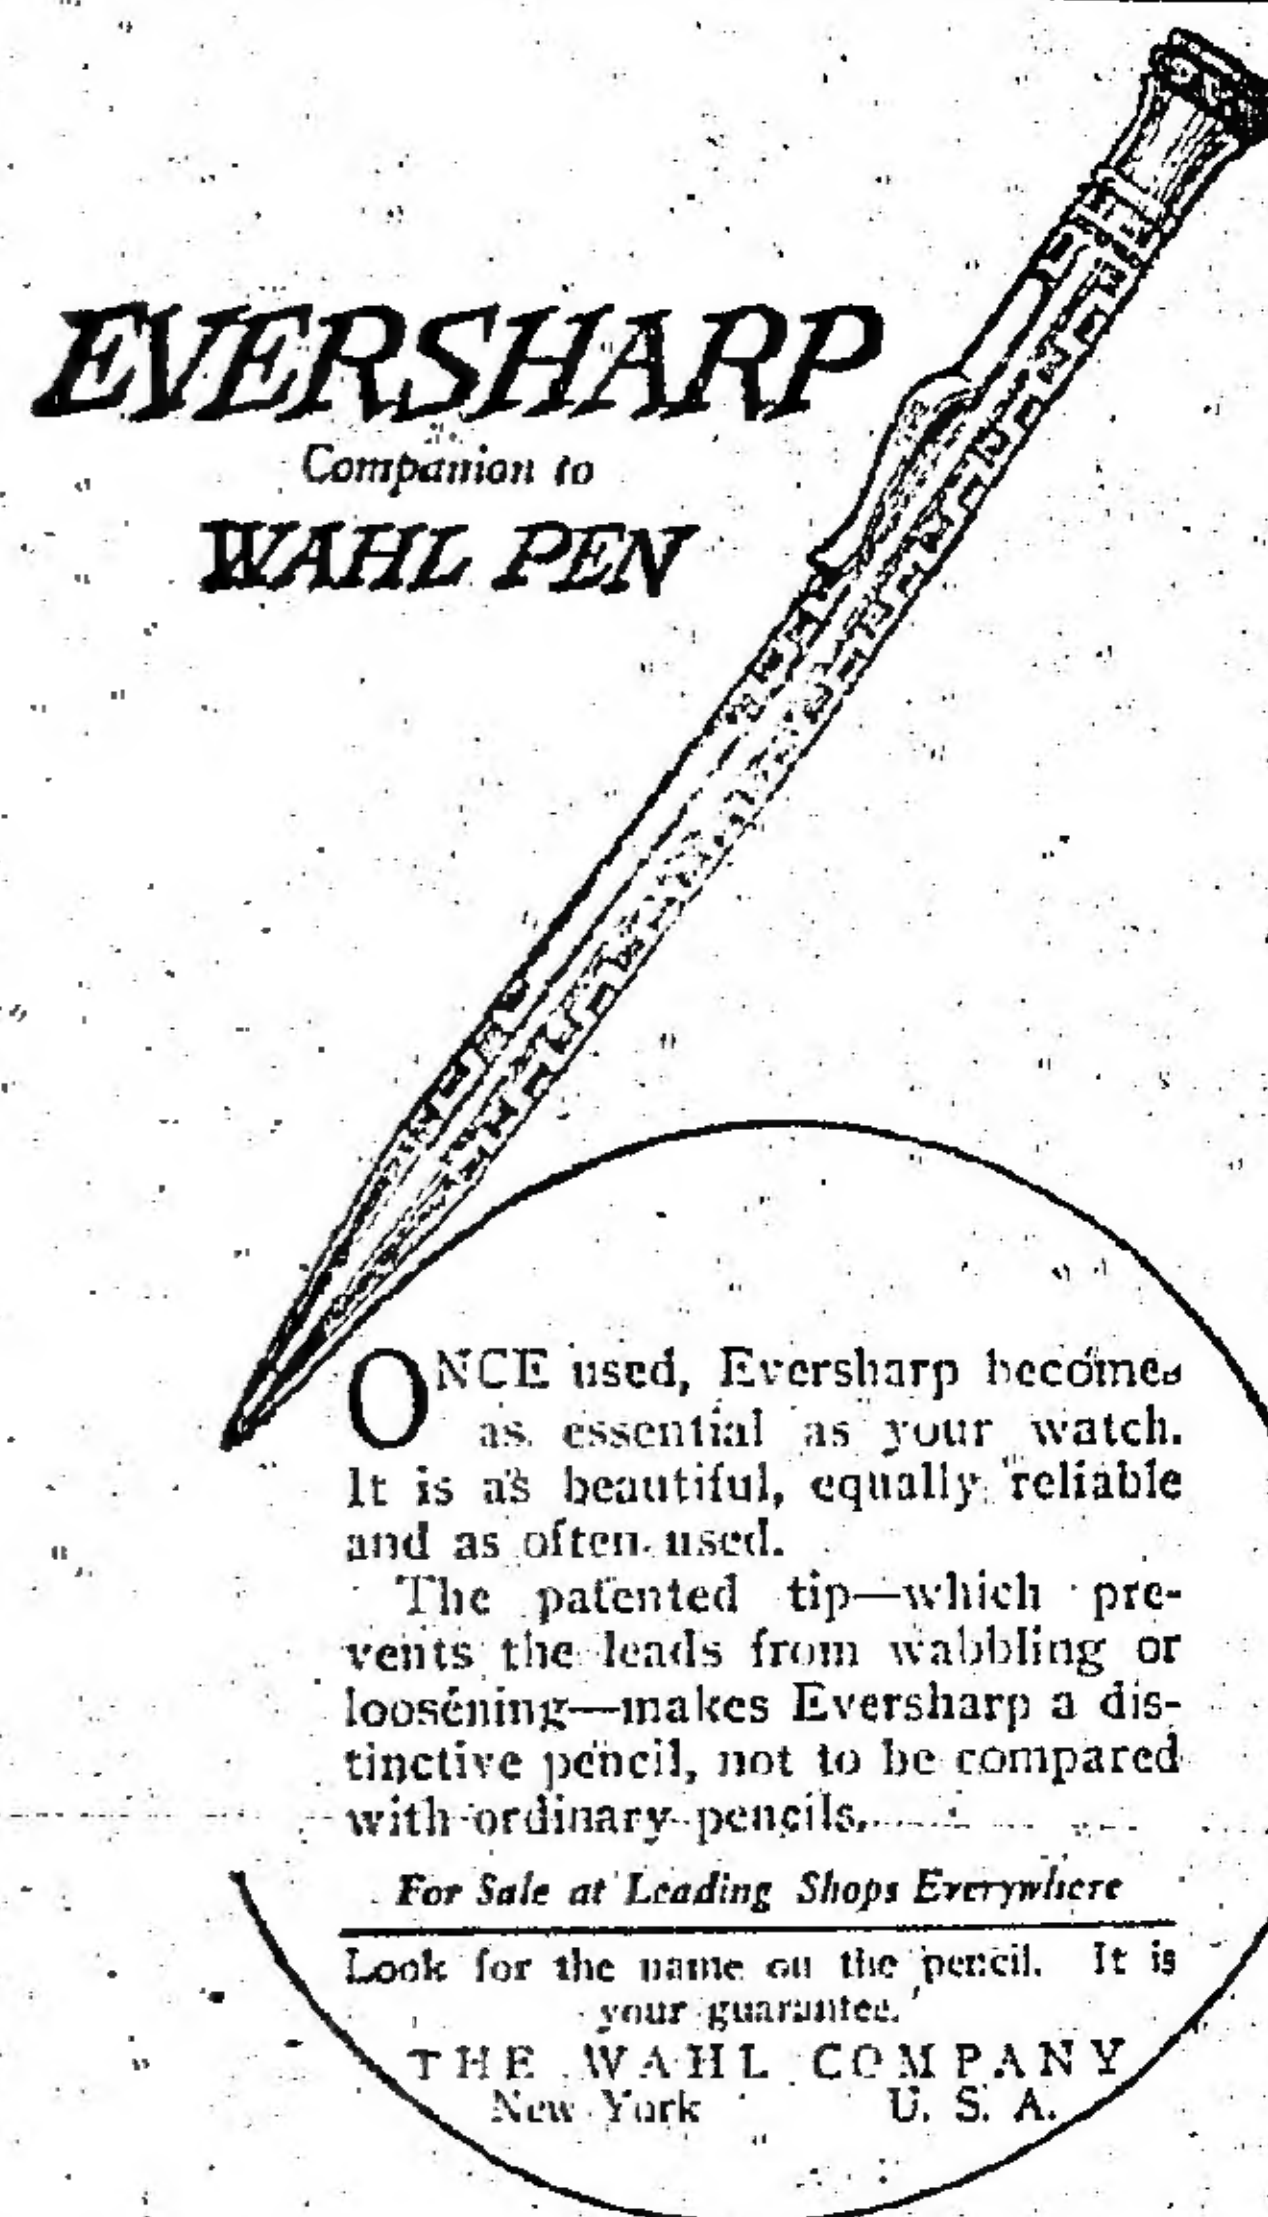 EVERSHARP
Companion to
WAHL PEN
ONCE used, Eversharp becomes
as essential as your watch.
It is as beautiful, equally reliable
and as often used.
The patented tip—which pre-
vents the leads from wabbling or
loosening—makes Eversharp a dis-
tinctive pencil, not to be compared
with ordinary pencils.
For Sale at Leading Shops Everywhere
Look for the name on the pencil. It is
your guarantee.
THE WAHL COMPANY
New York U. S. A.